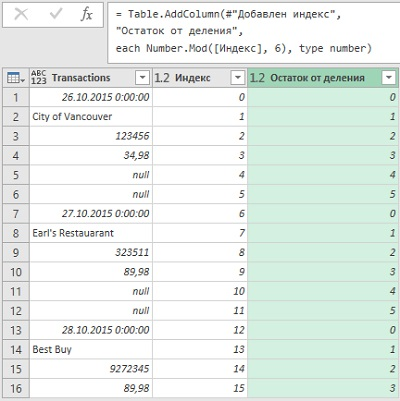 fx
= Table.AddColumn(#"Добавлен индекс",
"Остаток от деления",
each Number.Mod([Индекс], 6), type number)
ABC 123 Transactions 1.2 Индекс 1.2 Остаток от деления
1 26.10.2015 0:00:00 0 0
2 City of Vancouver 1 1
3 123456 2 2
4 34,98 3 3
5 null 4 4
6 null 5 5
7 27.10.2015 0:00:00 6 0
8 Earl's Restauarant 7 1
9 323511 8 2
10 89,98 9 3
11 null 10 4
12 null 11 5
13 28.10.2015 0:00:00 12 0
14 Best Buy 13 1
15 9272345 14 2
16 89,98 15 3